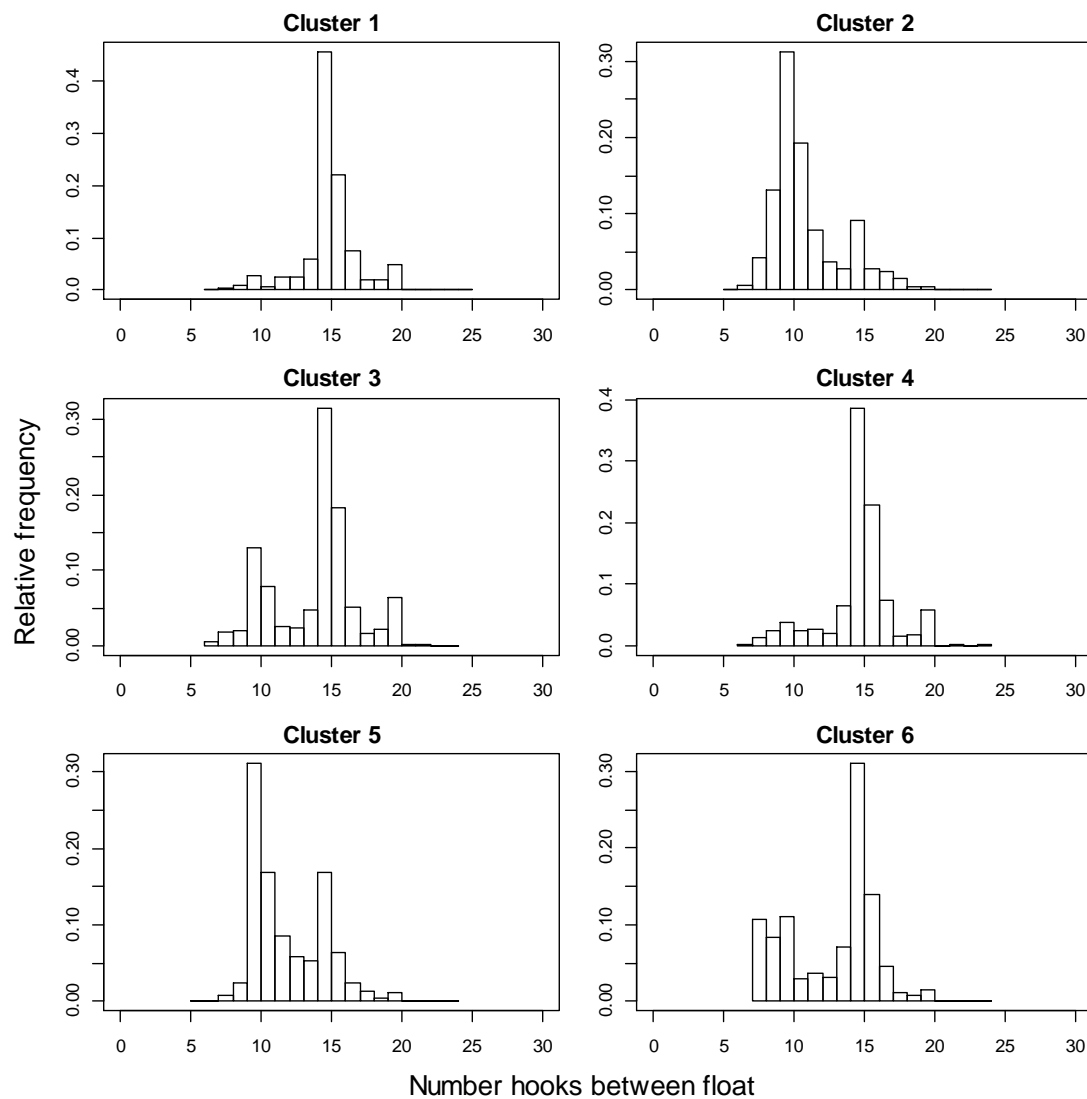 Cluster 1
0.4
0.3
0.2
0.1
0.0
0 5 10 15 20 25 30
Cluster 2
0.30
0.20
0.10
0.00
0 5 10 15 20 25 30
Cluster 3
0.30
0.20
0.10
0.00
0 5 10 15 20 25 30
Cluster 4
0.4
0.3
0.2
0.1
0.0
0 5 10 15 20 25 30
Cluster 5
0.30
0.20
0.10
0.00
0 5 10 15 20 25 30
Cluster 6
0.30
0.20
0.10
0.00
0 5 10 15 20 25 30
Relative frequency
Number hooks between float